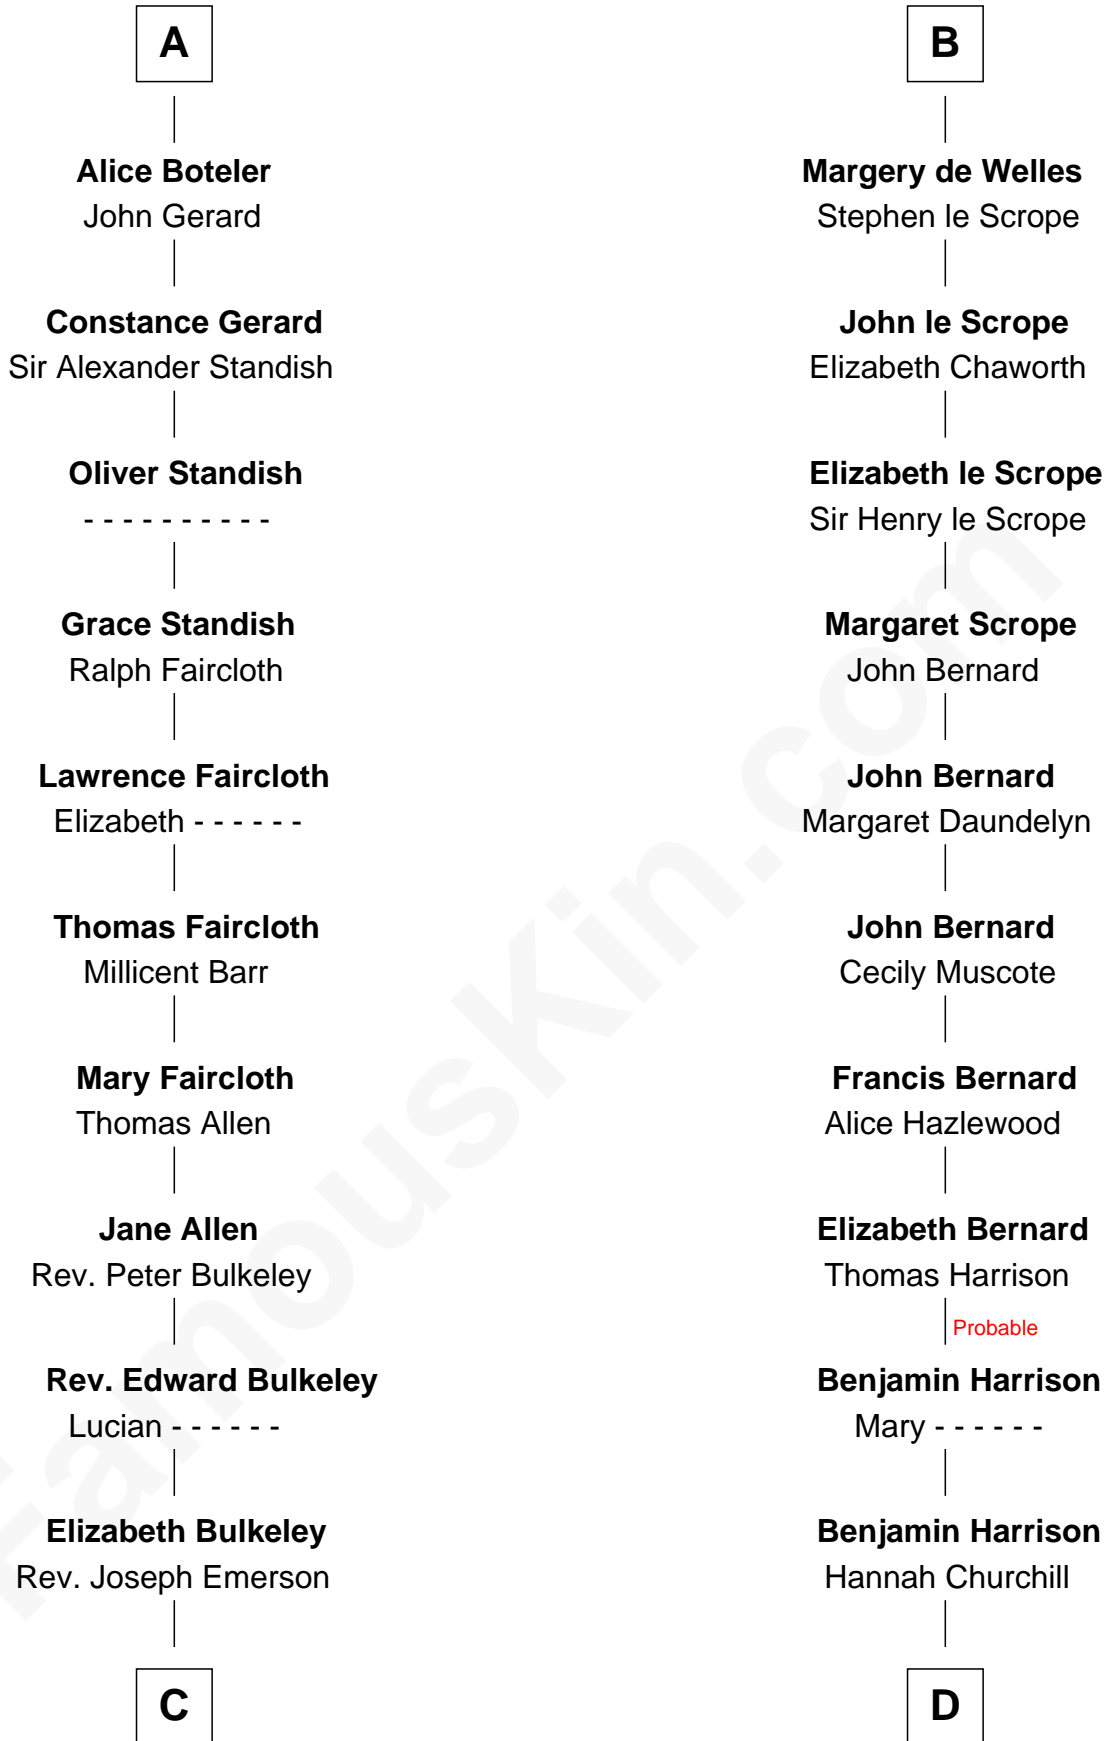 A
Alice Boteler
John Gerard
Constance Gerard
Sir Alexander Standish
Oliver Standish
- - - - - - - - - -
Grace Standish
Ralph Faircloth
Lawrence Faircloth
Elizabeth - - - - - -
Thomas Faircloth
Millicent Barr
Mary Faircloth
Thomas Allen
Jane Allen
Rev. Peter Bulkeley
Rev. Edward Bulkeley
Lucian - - - - - -
Elizabeth Bulkeley
Rev. Joseph Emerson
C
B
Margery de Welles
Stephen le Scrope
John le Scrope
Elizabeth Chaworth
Elizabeth le Scrope
Sir Henry le Scrope
Margaret Scrope
John Bernard
John Bernard
Margaret Daundelyn
John Bernard
Cecily Muscote
Francis Bernard
Alice Hazlewood
Elizabeth Bernard
Thomas Harrison
Probable
Benjamin Harrison
Mary - - - - - -
Benjamin Harrison
Hannah Churchill
D
FamousKin.com